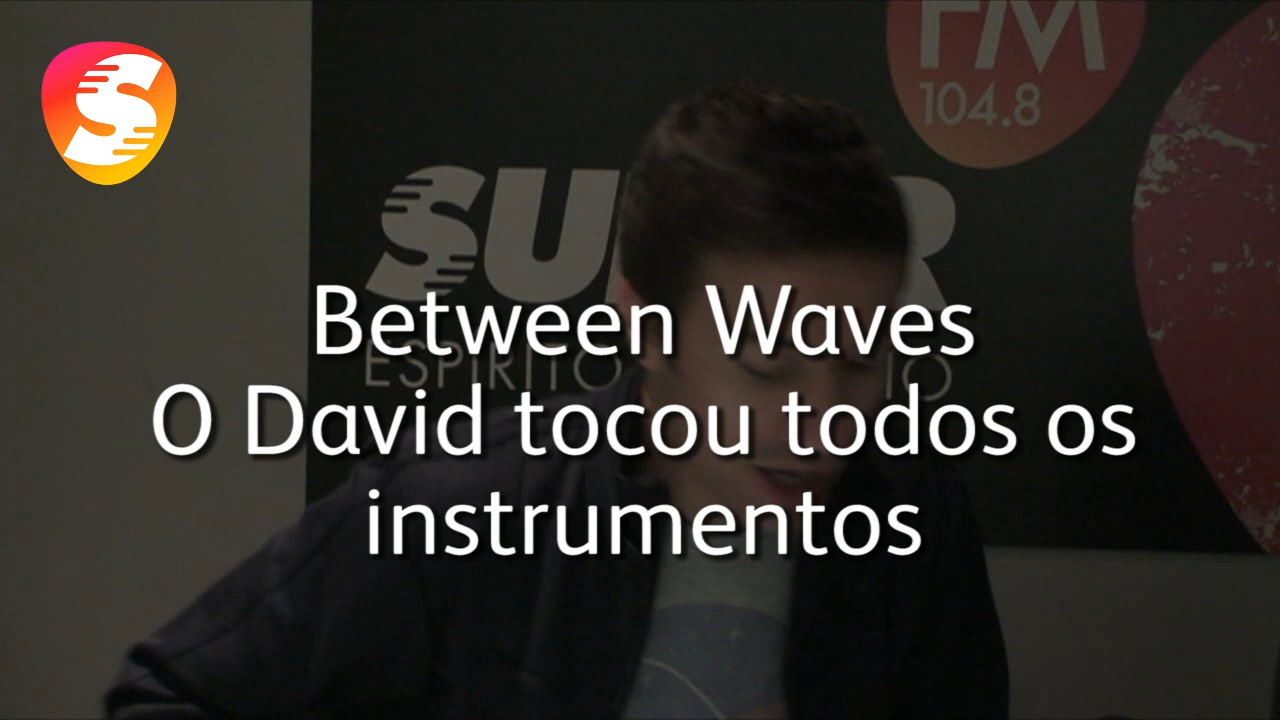 FM
104.8
Between Waves
O David tocou todos os
instrumentos